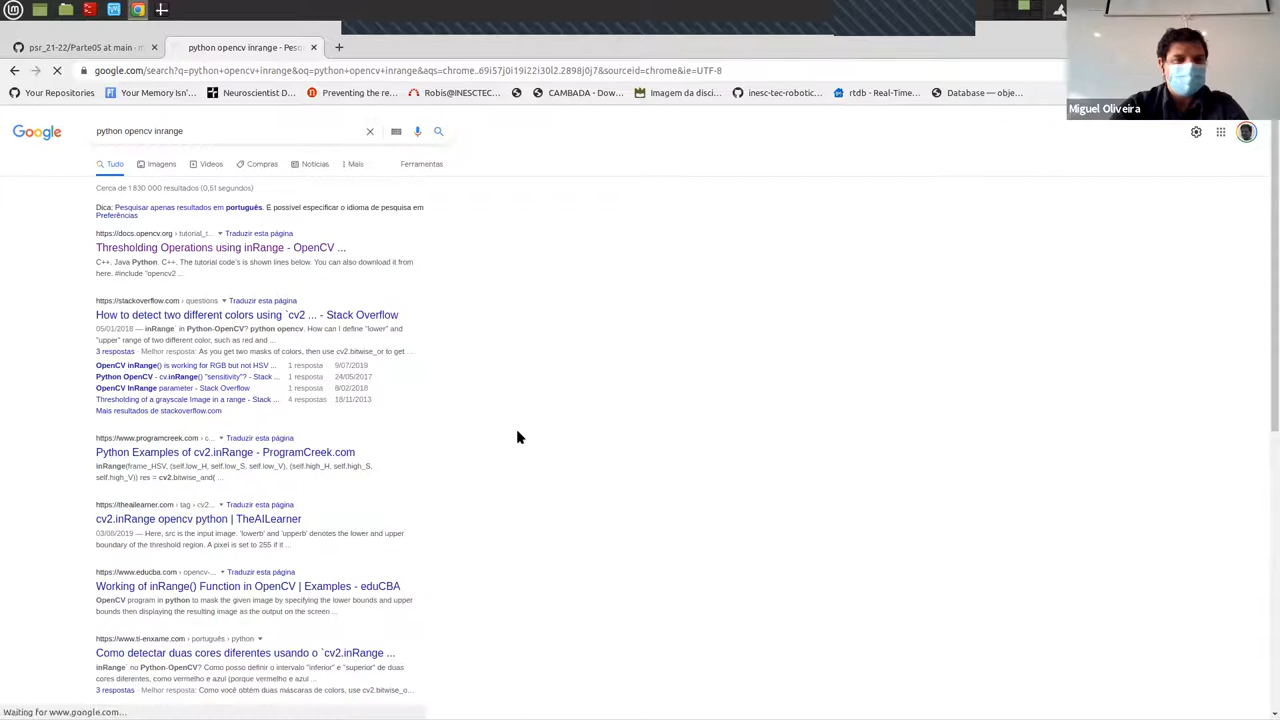 psr_21-22/Parte05 at main · m
python opencv inrange - Pes
google.com/search?q=python+opencv+inrange&oq=python+opencv+inrange&aqs=chrome..69i57j0i19i22i30l2.2898j0j7&sourceid=chrome&ie=UTF-8
Your Repositories
Your Memory Isn'...
Neuroscientist D...
Preventing the re...
Robis@INESCTEC...
CAMBADA - Dow...
Imagem da disci...
inesc-tec-robotic...
rtdb - Real-Time...
Database — obje...
Miguel Oliveira
Google
python opencv inrange
Tudo
Imagens
Vídeos
Compras
Notícias
Mais
Ferramentas
Cerca de 1 830 000 resultados (0,51 segundos)
Dica: Pesquisar apenas resultados em português. É possível especificar o idioma de pesquisa em
Preferências
https://docs.opencv.org › tutorial_t... Traduzir esta página
Thresholding Operations using inRange - OpenCV ...
C++. Java Python. C++. The tutorial code's is shown lines below. You can also download it from
here. #include "opencv2 ...
https://stackoverflow.com › questions Traduzir esta página
How to detect two different colors using `cv2 ... - Stack Overflow
05/01/2018 — inRange` in Python-OpenCV? python opencv. How can I define "lower" and
"upper" range of two different color, such as red and ...
3 respostas · Melhor resposta: As you get two masks of colors, then use cv2.bitwise_or to get ...
OpenCV inRange() is working for RGB but not HSV ... 1 resposta 9/07/2019
Python OpenCV - cv.inRange() "sensitivity"? - Stack ... 1 resposta 24/05/2017
OpenCV InRange parameter - Stack Overflow 1 resposta 8/02/2018
Thresholding of a grayscale Image in a range - Stack ... 4 respostas 18/11/2013
Mais resultados de stackoverflow.com
https://www.programcreek.com › c... Traduzir esta página
Python Examples of cv2.inRange - ProgramCreek.com
inRange(frame_HSV, (self.low_H, self.low_S, self.low_V), (self.high_H, self.high_S,
self.high_V)) res = cv2.bitwise_and( ...
https://theailearner.com › tag › cv2... Traduzir esta página
cv2.inRange opencv python | TheAILearner
03/08/2019 — Here, src is the input image. 'lowerb' and 'upperb' denotes the lower and upper
boundary of the threshold region. A pixel is set to 255 if it ...
https://www.educba.com › opencv-... Traduzir esta página
Working of inRange() Function in OpenCV | Examples - eduCBA
OpenCV program in python to mask the given image by specifying the lower bounds and upper
bounds then displaying the resulting image as the output on the screen ...
https://www.ti-enxame.com › português › python
Como detectar duas cores diferentes usando o `cv2.inRange ...
inRange` no Python-OpenCV? Como posso definir o intervalo "inferior" e "superior" de duas
cores diferentes, como vermelho e azul (porque vermelho e azul ...
3 respostas · Melhor resposta: Como você obtém duas máscaras de cores, use cv2.bitwise_o...
Waiting for www.google.com...